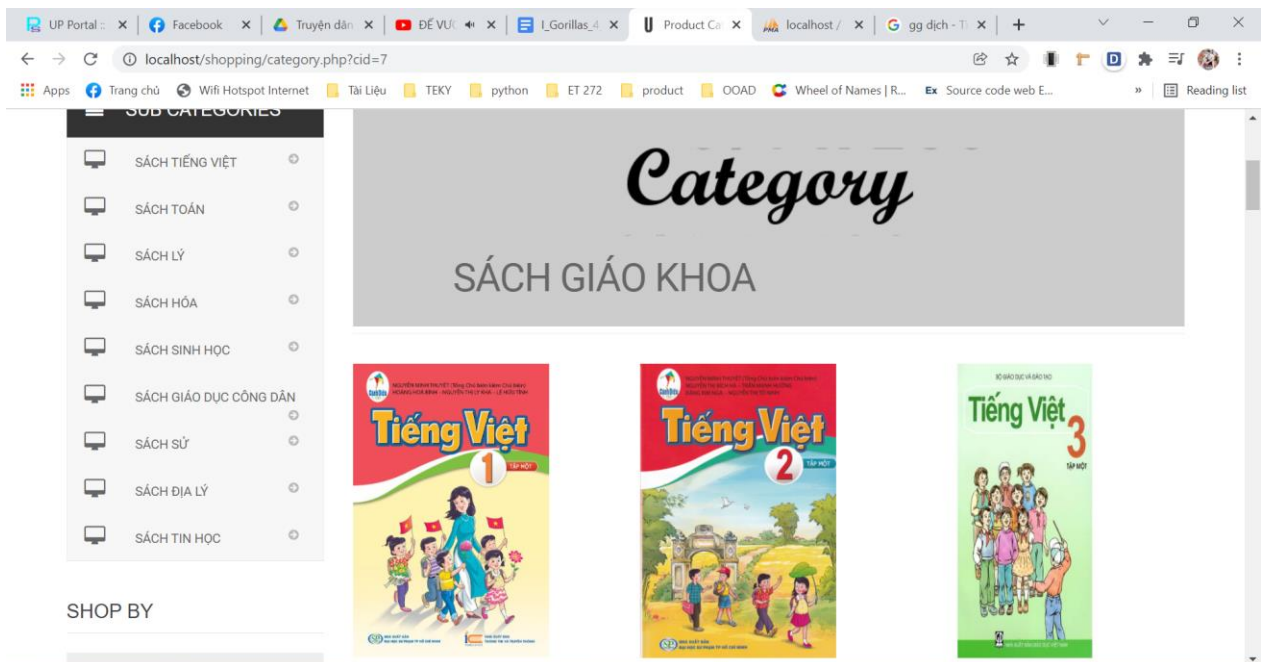 UP Portal ::
Facebook
Truyện dân
ĐẾ VƯƠ
I_Gorillas_4
Product Cat
localhost /
gg dịch - T
localhost/shopping/category.php?cid=7
Apps
Trang chủ
Wifi Hotspot Internet
Tài Liệu
TEKY
python
ET 272
product
OOAD
Wheel of Names | R...
Ex Source code web E...
»
Reading list
SUB CATEGORIES
SÁCH TIẾNG VIỆT
SÁCH TOÁN
SÁCH LÝ
SÁCH HÓA
SÁCH SINH HỌC
SÁCH GIÁO DỤC CÔNG DÂN
SÁCH SỬ
SÁCH ĐỊA LÝ
SÁCH TIN HỌC
SHOP BY
Category
SÁCH GIÁO KHOA
Tiếng Việt
1
TẬP MỘT
Tiếng Việt
2
TẬP MỘT
BỘ GIÁO DỤC VÀ ĐÀO TẠO
Tiếng Việt
3
TẬP MỘT